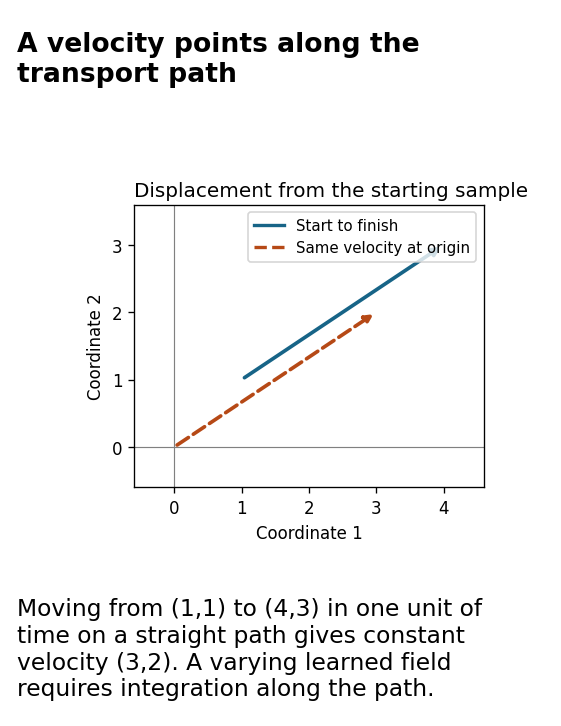 A velocity points along the
transport path
Displacement from the starting sample
Start to finish
Same velocity at origin
Coordinate 2
3
2
1
0
0 1 2 3 4
Coordinate 1
Moving from (1,1) to (4,3) in one unit of
time on a straight path gives constant
velocity (3,2). A varying learned field
requires integration along the path.